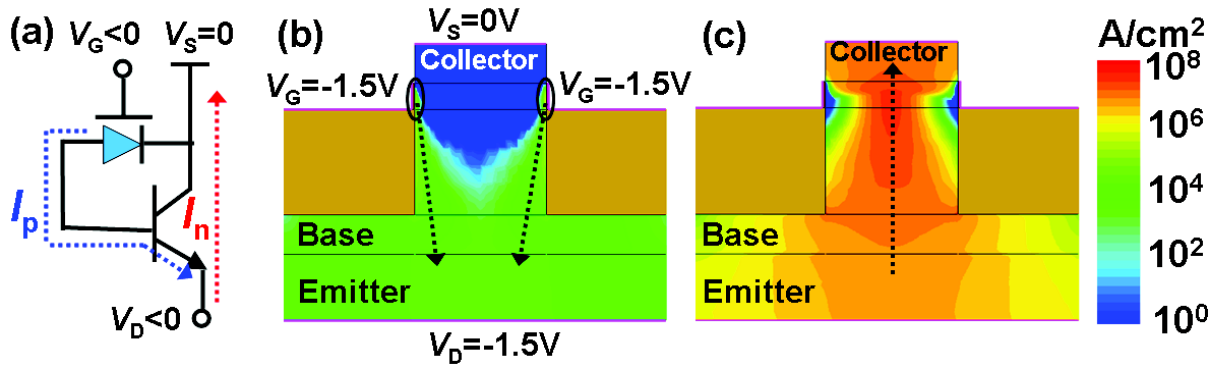 (a)
V_G<0
V_S=0
I_p
I_n
V_D<0
(b)
V_S=0V
Collector
V_G=-1.5V
V_G=-1.5V
Base
Emitter
V_D=-1.5V
(c)
Collector
Base
Emitter
A/cm²
10⁸
10⁶
10⁴
10²
10⁰